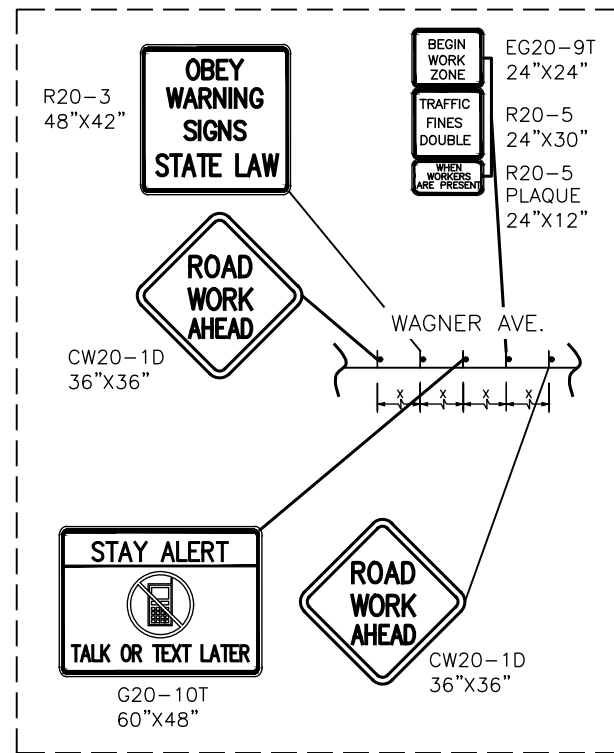 OBEY
WARNING
SIGNS
STATE LAW
R20-3
48"X42"
BEGIN
WORK
ZONE
EG20-9T
24"X24"
TRAFFIC
FINES
DOUBLE
R20-5
24"X30"
WHEN
WORKERS
ARE PRESENT
R20-5
PLAQUE
24"X12"
ROAD
WORK
AHEAD
CW20-1D
36"X36"
WAGNER AVE.
X X X X
STAY ALERT
TALK OR TEXT LATER
G20-10T
60"X48"
ROAD
WORK
AHEAD
CW20-1D
36"X36"